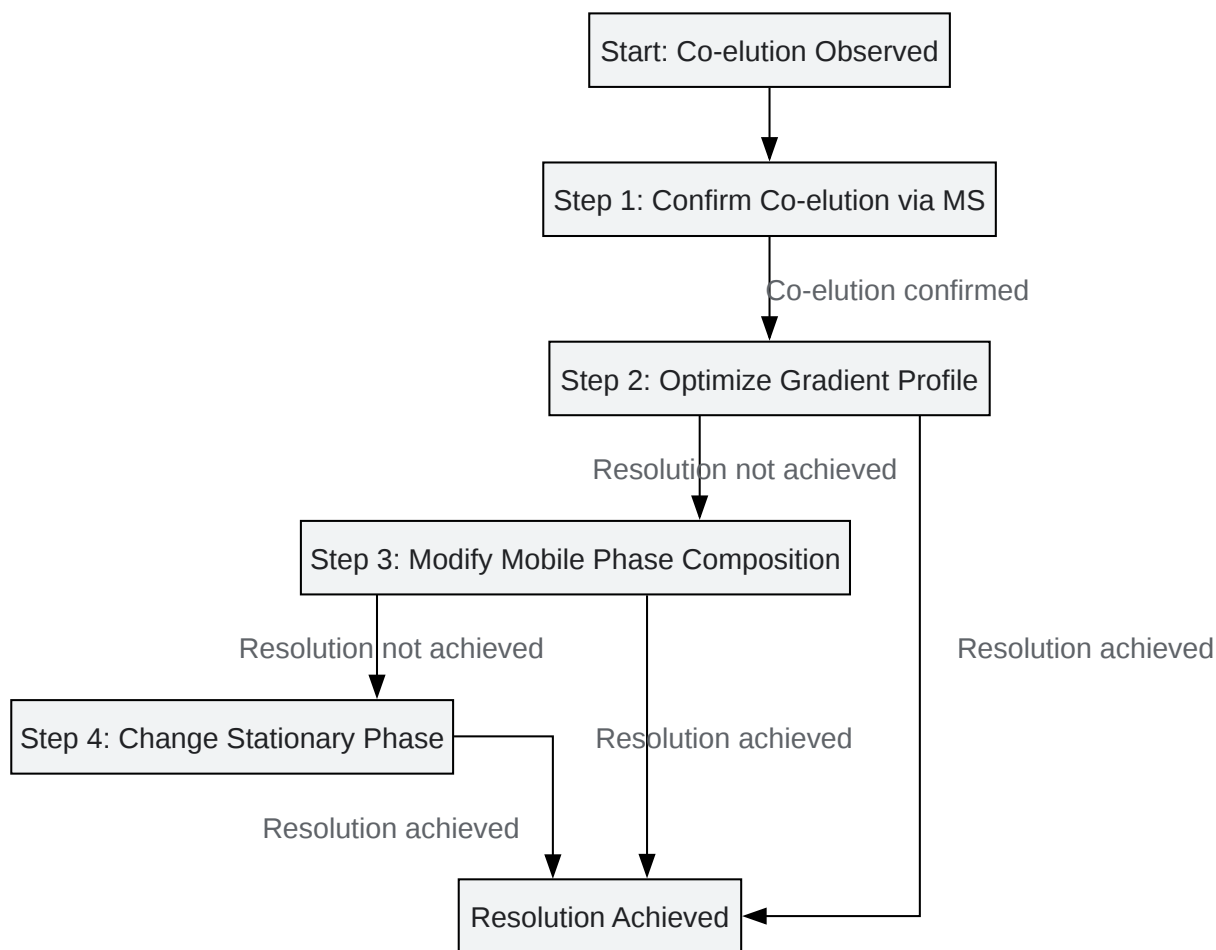 Start: Co-elution Observed
Step 1: Confirm Co-elution via MS
Co-elution confirmed
Step 2: Optimize Gradient Profile
Resolution not achieved
Step 3: Modify Mobile Phase Composition
Resolution not achieved
Resolution achieved
Step 4: Change Stationary Phase
Resolution achieved
Resolution achieved
Resolution Achieved